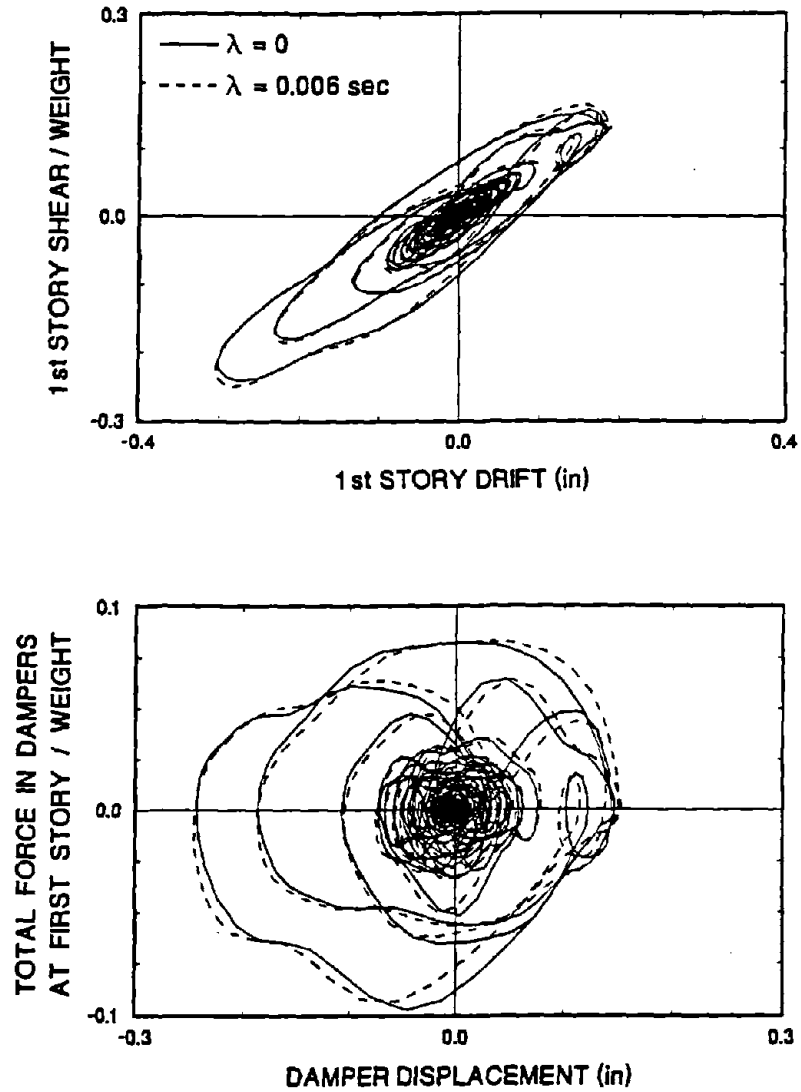 0.3
λ = 0
λ = 0.006 sec
1st STORY SHEAR / WEIGHT
0.0
-0.3
-0.4
0.0
0.4
1st STORY DRIFT (in)
0.1
TOTAL FORCE IN DAMPERS
AT FIRST STORY / WEIGHT
0.0
-0.1
-0.3
0.0
0.3
DAMPER DISPLACEMENT (in)